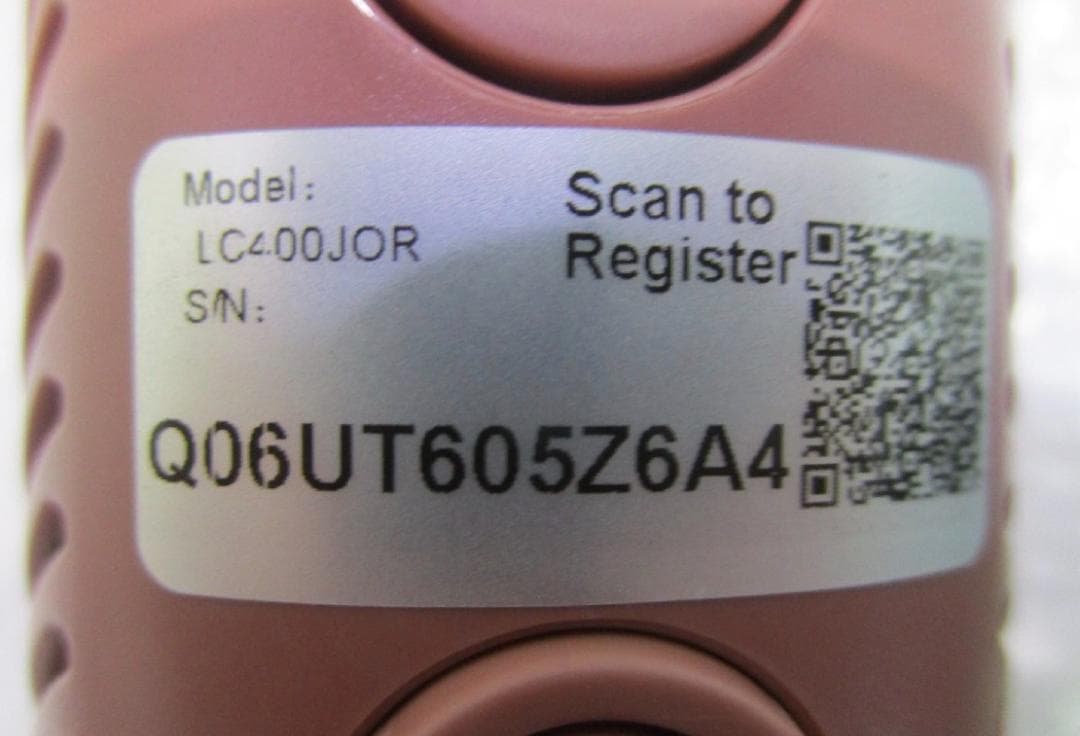 Model:
LC400JOR
S/N:
Scan to
Register
Q06UT605Z6A4